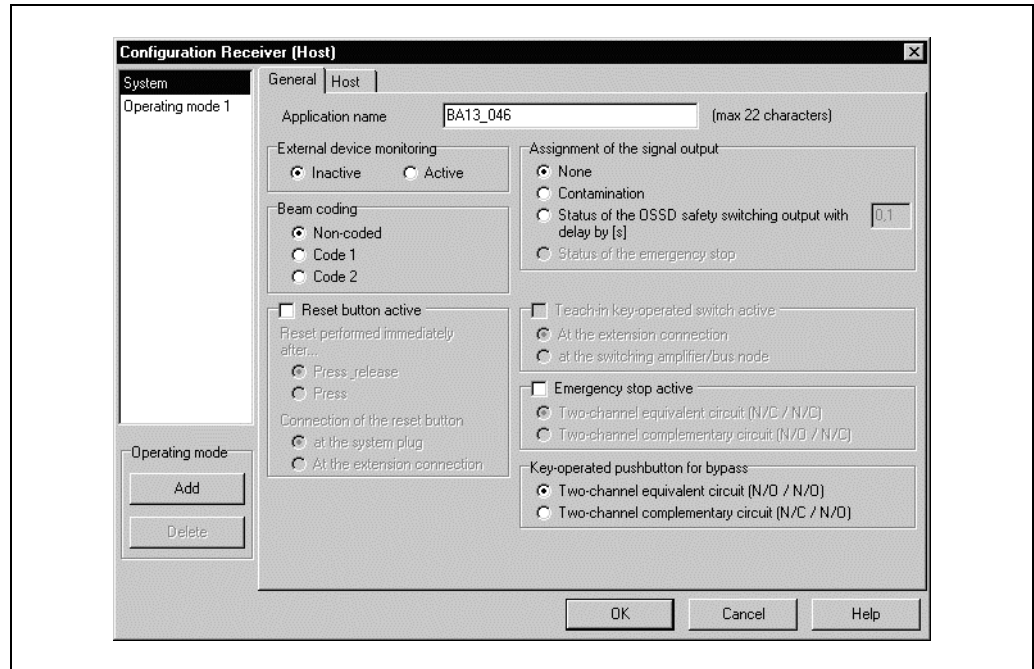 Configuration Receiver (Host)
System
Operating mode 1
Operating mode
Add
Delete
General
Host
Application name
BA13_046
(max 22 characters)
External device monitoring
Inactive
Active
Beam coding
Non-coded
Code 1
Code 2
Reset button active
Reset performed immediately
after...
Press_release
Press
Connection of the reset button
at the system plug
At the extension connection
Assignment of the signal output
None
Contamination
Status of the OSSD safety switching output with
delay by [s]
0,1
Status of the emergency stop
Teach-in key-operated switch active
At the extension connection
at the switching amplifier/bus node
Emergency stop active
Two-channel equivalent circuit (N/C / N/C)
Two-channel complementary circuit (N/O / N/C)
Key-operated pushbutton for bypass
Two-channel equivalent circuit (N/O / N/O)
Two-channel complementary circuit (N/C / N/O)
OK
Cancel
Help